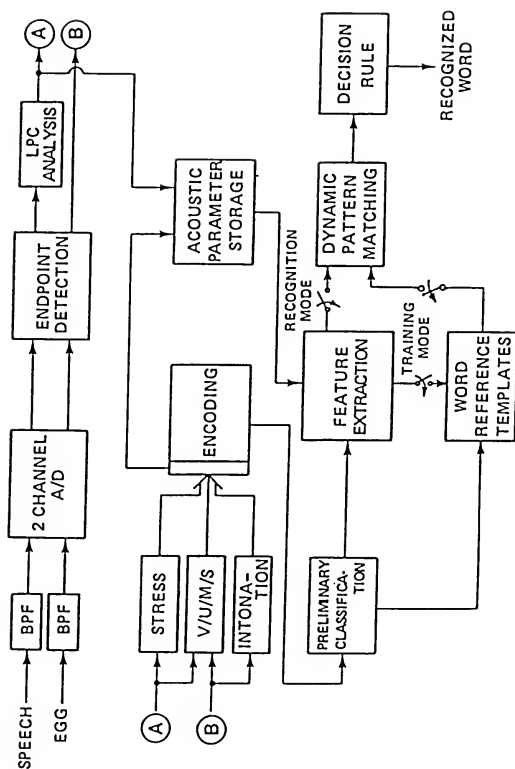 SPEECH
EGG
BPF
BPF
2 CHANNEL
A/D
ENDPOINT
DETECTION
LPC
ANALYSIS
A
B
A
B
STRESS
V/U/M/S
INTONA-
TION
ENCODING
ACOUSTIC
PARAMETER
STORAGE
PRELIMINARY
CLASSIFICA-
TION
FEATURE
EXTRACTION
RECOGNITION
MODE
TRAINING
MODE
WORD
REFERENCE
TEMPLATES
DYNAMIC
PATTERN
MATCHING
DECISION
RULE
RECOGNIZED
WORD